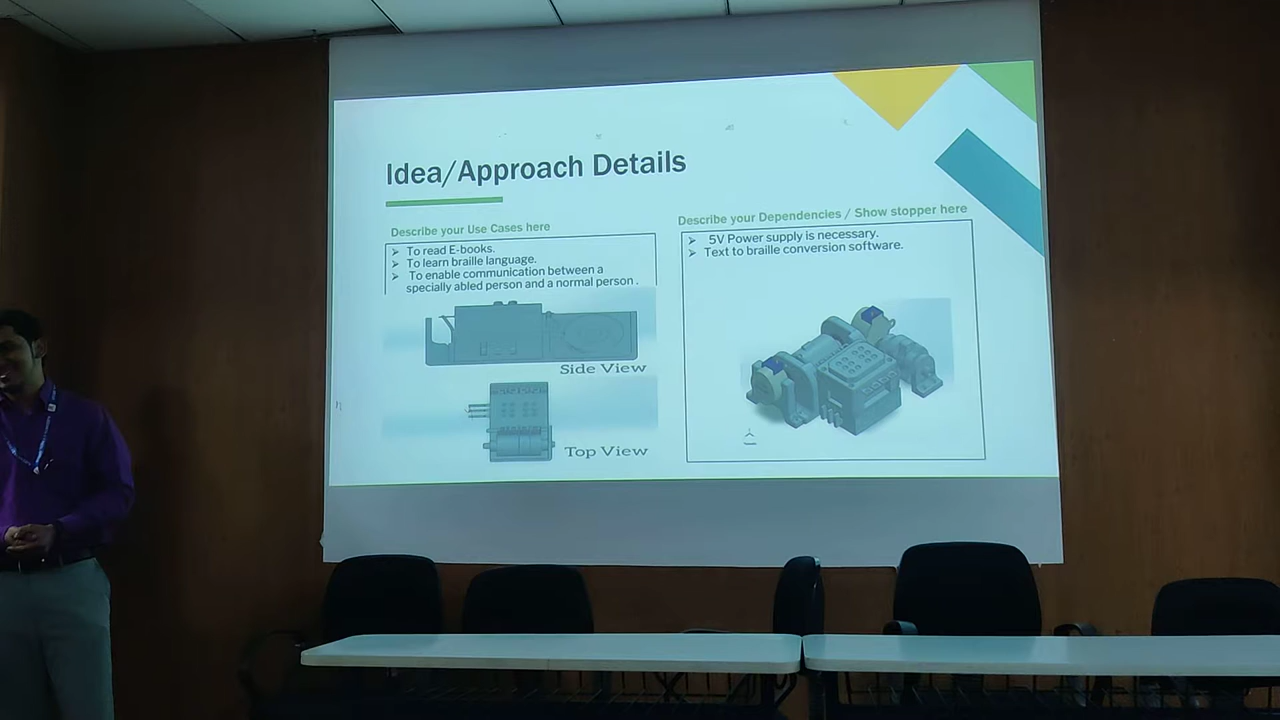 Idea/Approach Details
Describe your Use Cases here
➤ To read E-books.
➤ To learn braille language.
➤ To enable communication between a
specially abled person and a normal person .
Side View
Top View
Describe your Dependencies / Show stopper here
➤ 5V Power supply is necessary.
➤ Text to braille conversion software.